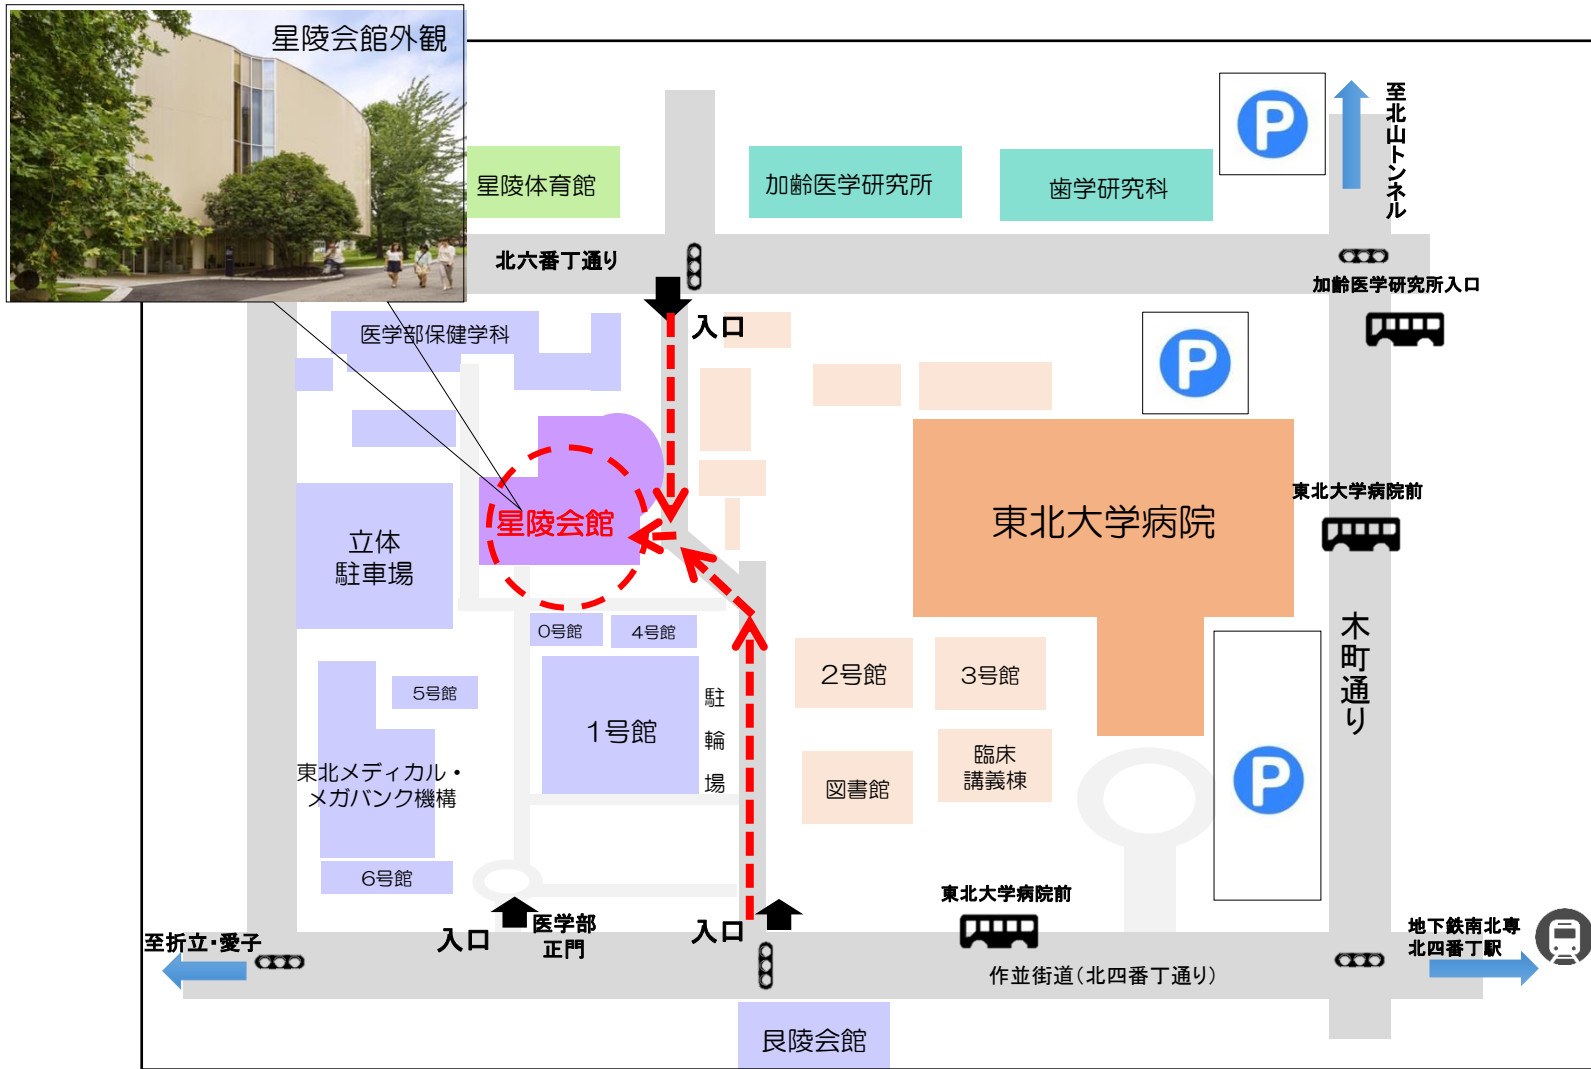 星陵会館外観
至北山トンネル
P
星陵体育館
加齢医学研究所
歯学研究科
北六番丁通り
加齢医学研究所入口
入口
医学部保健学科
P
東北大学病院前
星陵会館
東北大学病院
立体
駐車場
0号館
4号館
木町通り
2号館
3号館
5号館
1号館
駐輪場
東北メディカル・
メガバンク機構
図書館
臨床
講義棟
P
6号館
東北大学病院前
入口
医学部
正門
入口
至折立・愛子
地下鉄南北専
北四番丁駅
作並街道(北四番丁通り)
艮陵会館